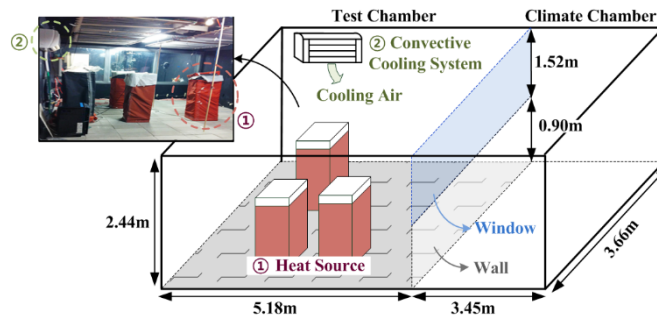 Test Chamber
Climate Chamber
②
② Convective
Cooling System
Cooling Air
1.52m
①
0.90m
2.44m
Window
① Heat Source
Wall
3.66m
5.18m
3.45m